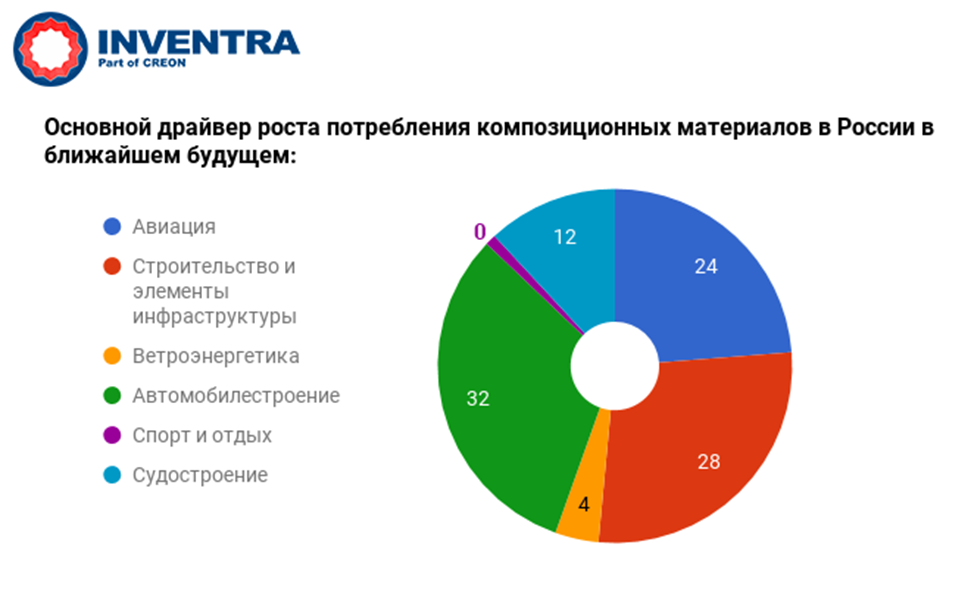 INVENTRA
Part of CREON
Основной драйвер роста потребления композиционных материалов в России в
ближайшем будущем:
Авиация
Строительство и
элементы
инфраструктуры
Ветроэнергетика
Автомобилестроение
Спорт и отдых
Судостроение
0
12
24
32
28
4